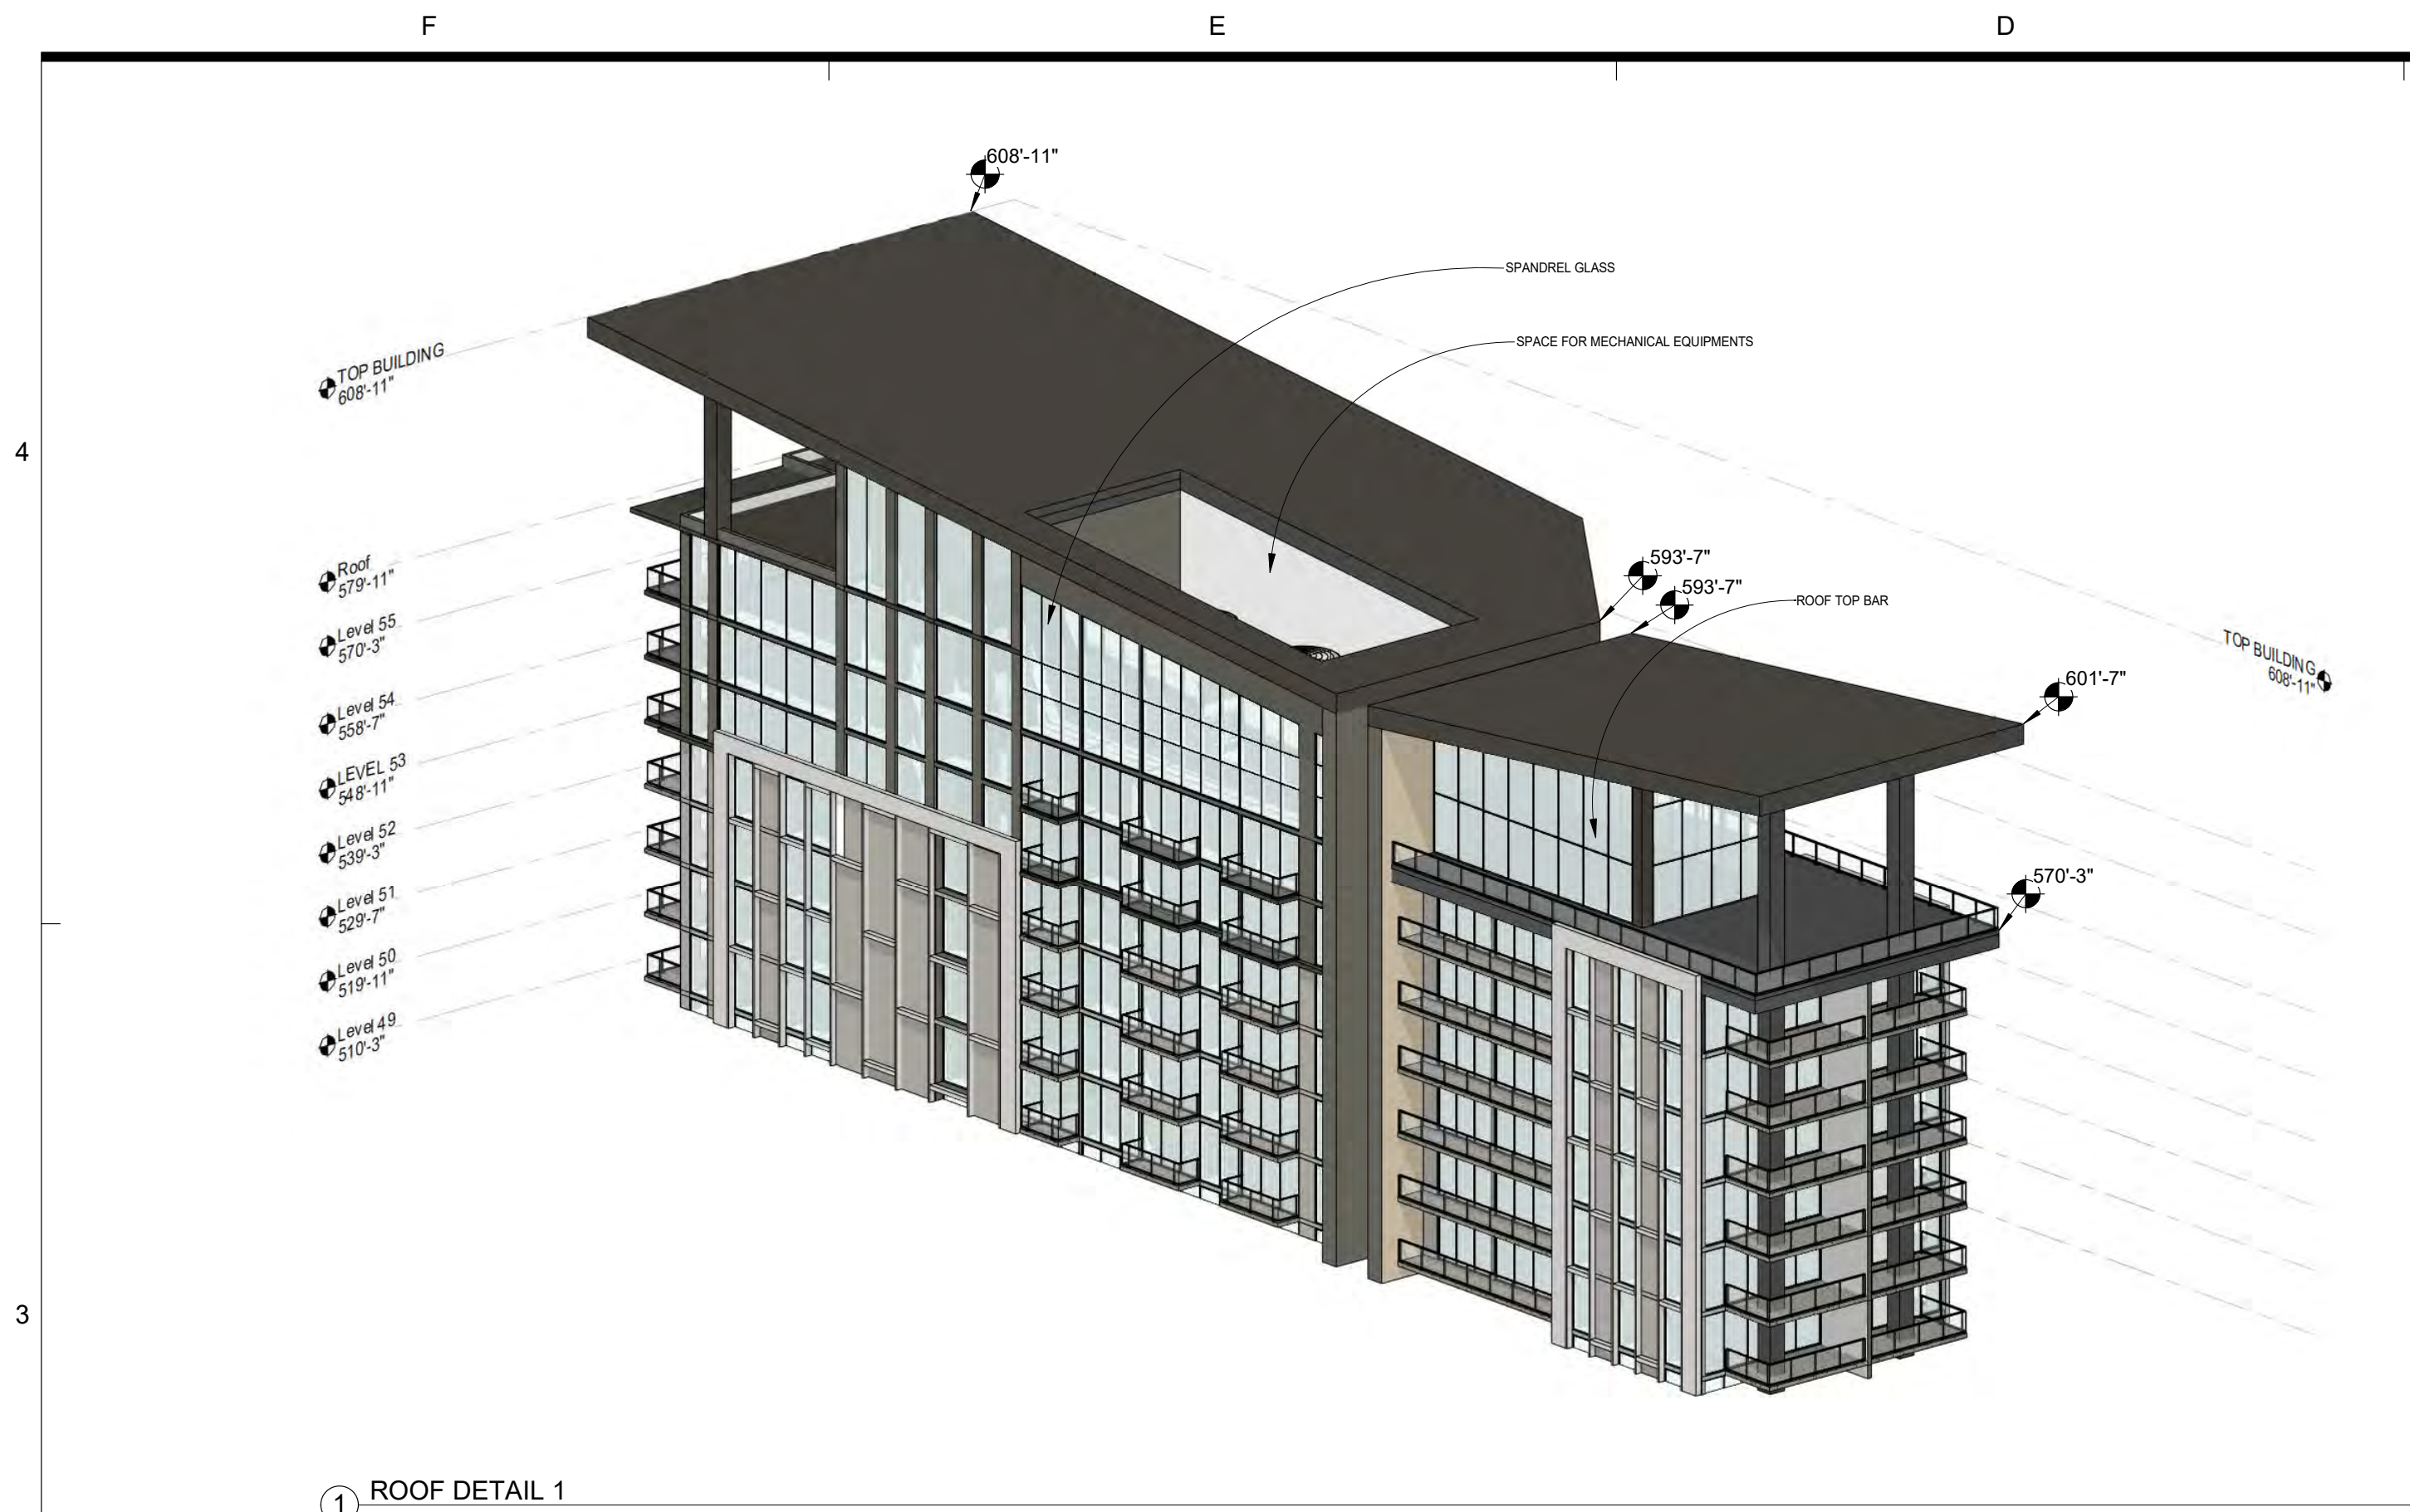 F E D
608'-11"
SPANDREL GLASS
SPACE FOR MECHANICAL EQUIPMENTS
TOP BUILDING
608'-11"
4
593'-7"
593'-7"
ROOF TOP BAR
Roof
579'-11"
Level 55
570'-3"
TOP BUILDING
608'-11"
601'-7"
Level 54
558'-7"
LEVEL 53
548'-11"
Level 52
539'-3"
570'-3"
Level 51
529'-7"
Level 50
519'-11"
Level 49
510'-3"
3
1 ROOF DETAIL 1